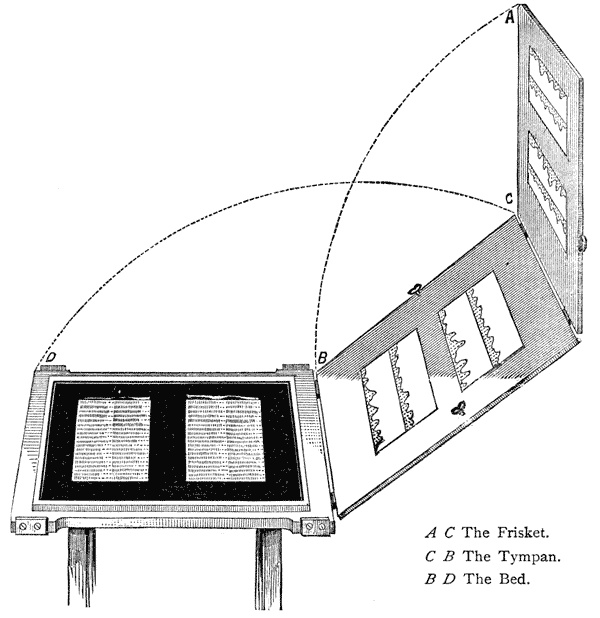 A
C
D
B
A C The Frisket.
C B The Tympan.
B D The Bed.